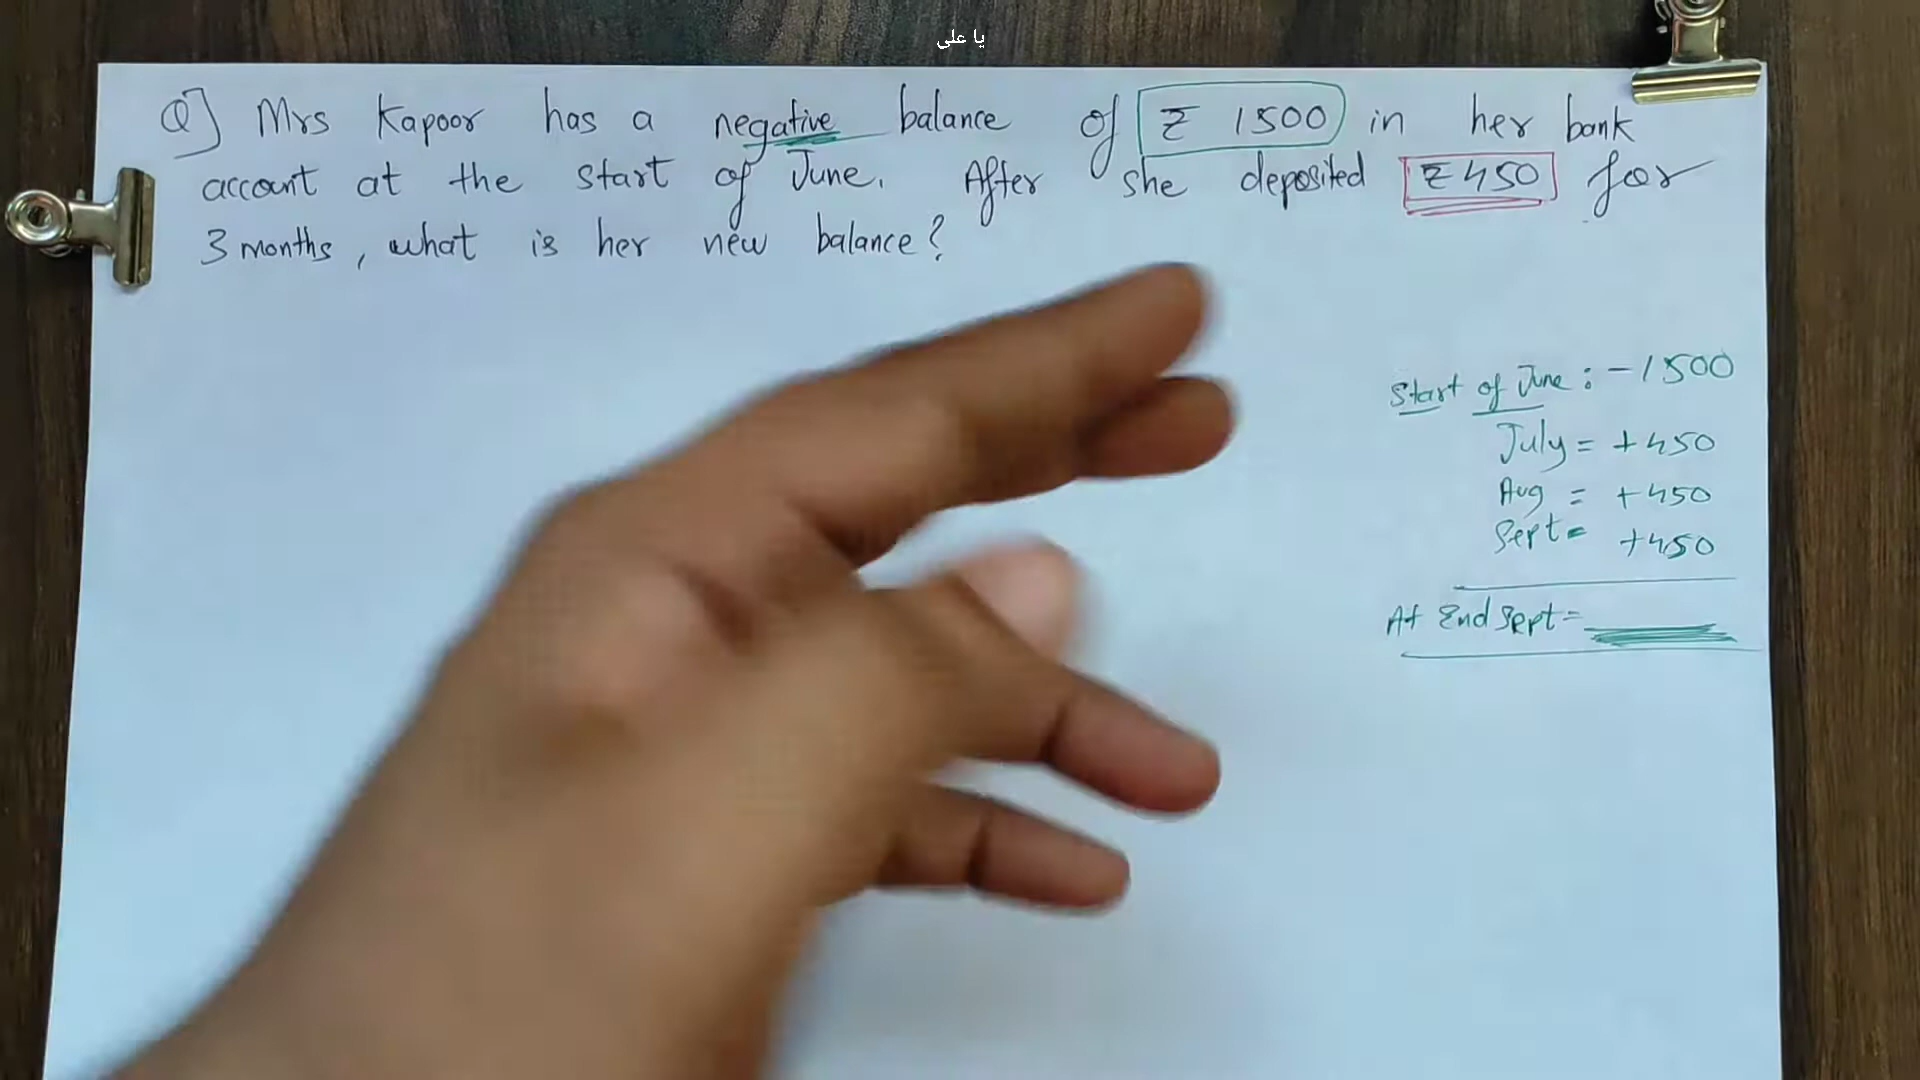 يا على
Q] Mrs Kapoor has a negative balance of ₹ 1500 in her bank
account at the start of June. After she deposited ₹450 for
3 months, what is her new balance?
Start of June : -1500
July = +450
Aug = +450
Sept = +450
At End Sept =